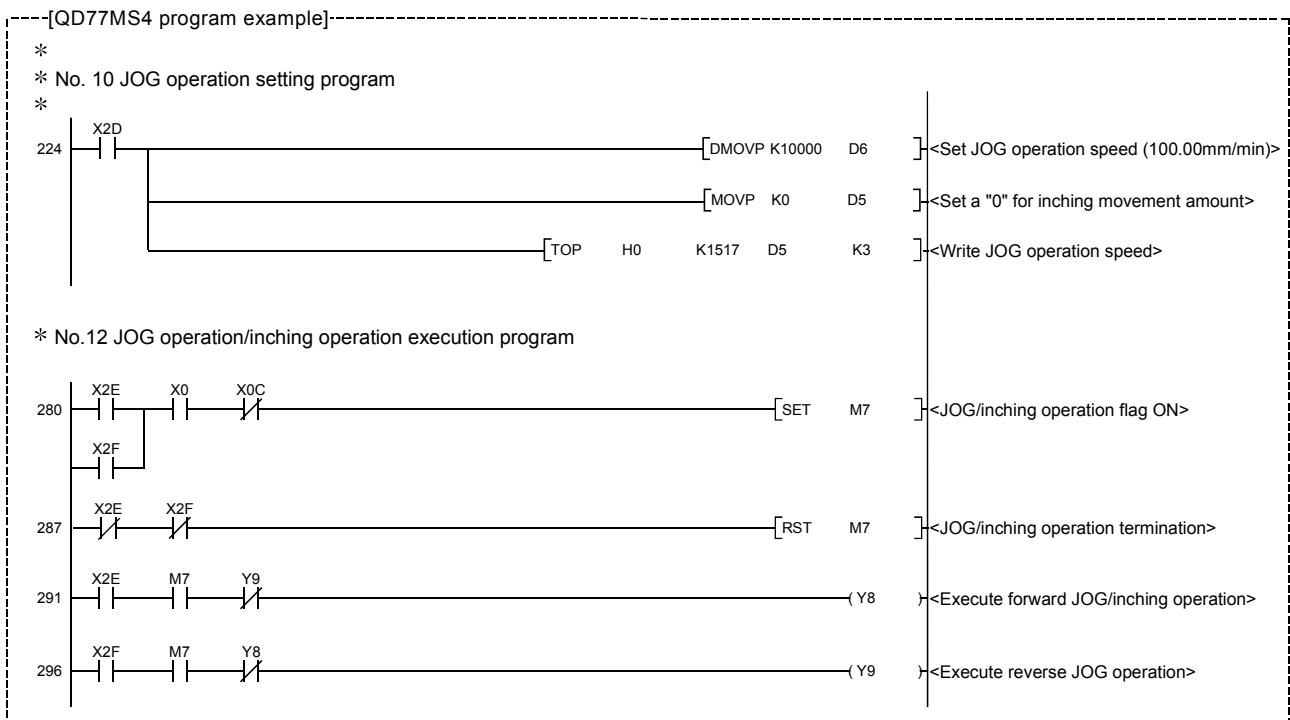 [QD77MS4 program example]
*
* No. 10 JOG operation setting program
*
X2D
224 [DMOVP K10000 D6 ] <Set JOG operation speed (100.00mm/min)>
[MOVP K0 D5 ] <Set a "0" for inching movement amount>
[TOP H0 K1517 D5 K3 ] <Write JOG operation speed>
* No.12 JOG operation/inching operation execution program
X2E X0 X0C
280 [SET M7 ] <JOG/inching operation flag ON>
X2F
X2E X2F
287 [RST M7 ] <JOG/inching operation termination>
X2E M7 Y9
291 ( Y8 ) <Execute forward JOG/inching operation>
X2F M7 Y8
296 ( Y9 ) <Execute reverse JOG operation>